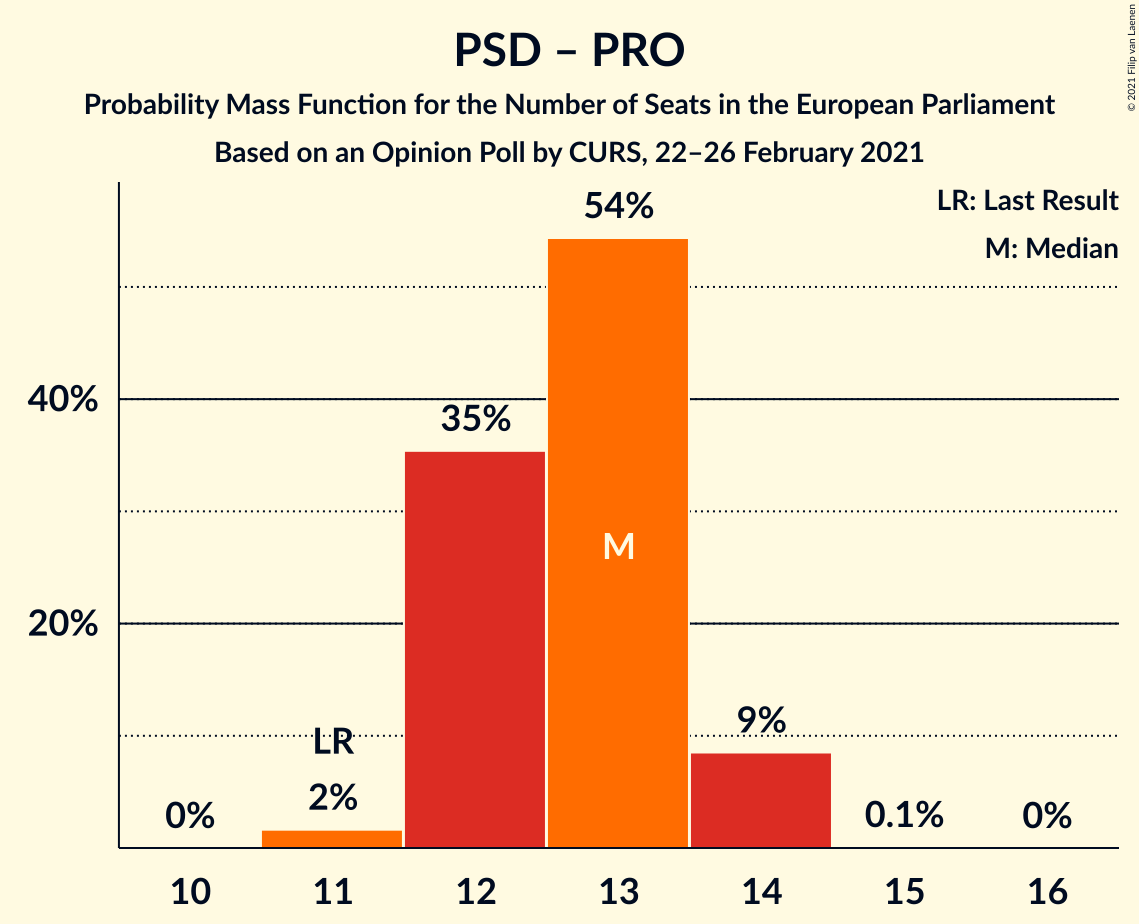 PSD – PRO
Probability Mass Function for the Number of Seats in the European Parliament
Based on an Opinion Poll by CURS, 22–26 February 2021
© 2021 Filip van Laenen
LR: Last Result
M: Median
54%
40%
35%
M
20%
9%
LR
2%
0%
0.1%
0%
10 11 12 13 14 15 16